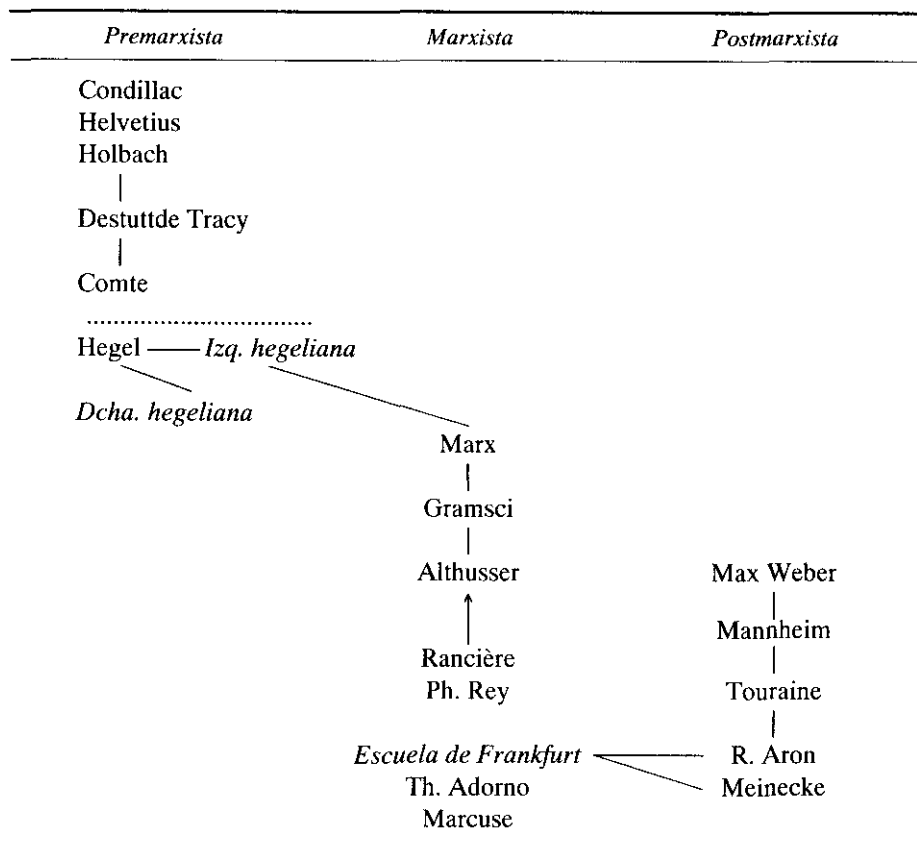 Premarxista Marxista Postmarxista
Condillac
Helvetius
Holbach
Destuttde Tracy
Comte
Hegel Izq. hegeliana
Dcha. hegeliana
Marx
Gramsci
Althusser Max Weber
Mannheim
Rancière
Ph. Rey Touraine
Escuela de Frankfurt R. Aron
Th. Adorno Meinecke
Marcuse